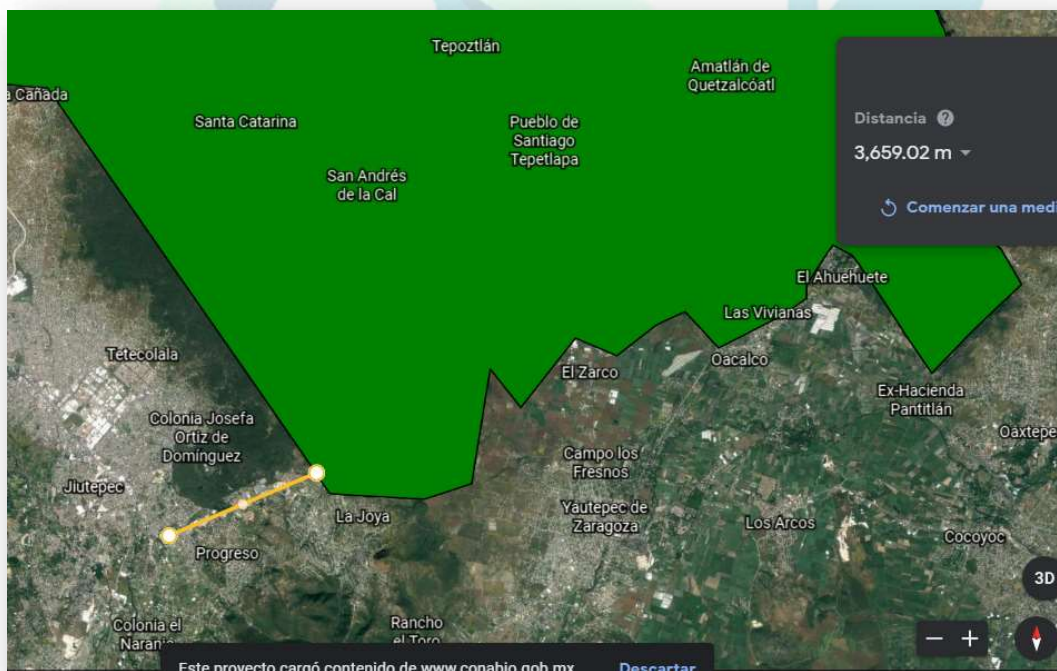 Tepoztlán
Amatlán de
Quetzalcóatl
a Cañada
Santa Catarina
Pueblo de
Santiago
Tepetlapa
Distancia ?
3,659.02 m
San Andrés
de la Cal
Comenzar una medi
El Ahuehuete
Las Vivianas
Tetecolala
Oacalco
El Zarco
Ex-Hacienda
Pantitlán
Colonia Josefa
Ortiz de
Domínguez
Oaxtepe
Campo los
Fresnos
Jiutepec
La Joya
Yautepec de
Zaragoza
Los Arcos
Cocoyoc
Progreso
3D
Colonia el
Naranjo
Rancho
el Toro
Este proyecto cargó contenido de www.conabio.gob.mx
Descartar